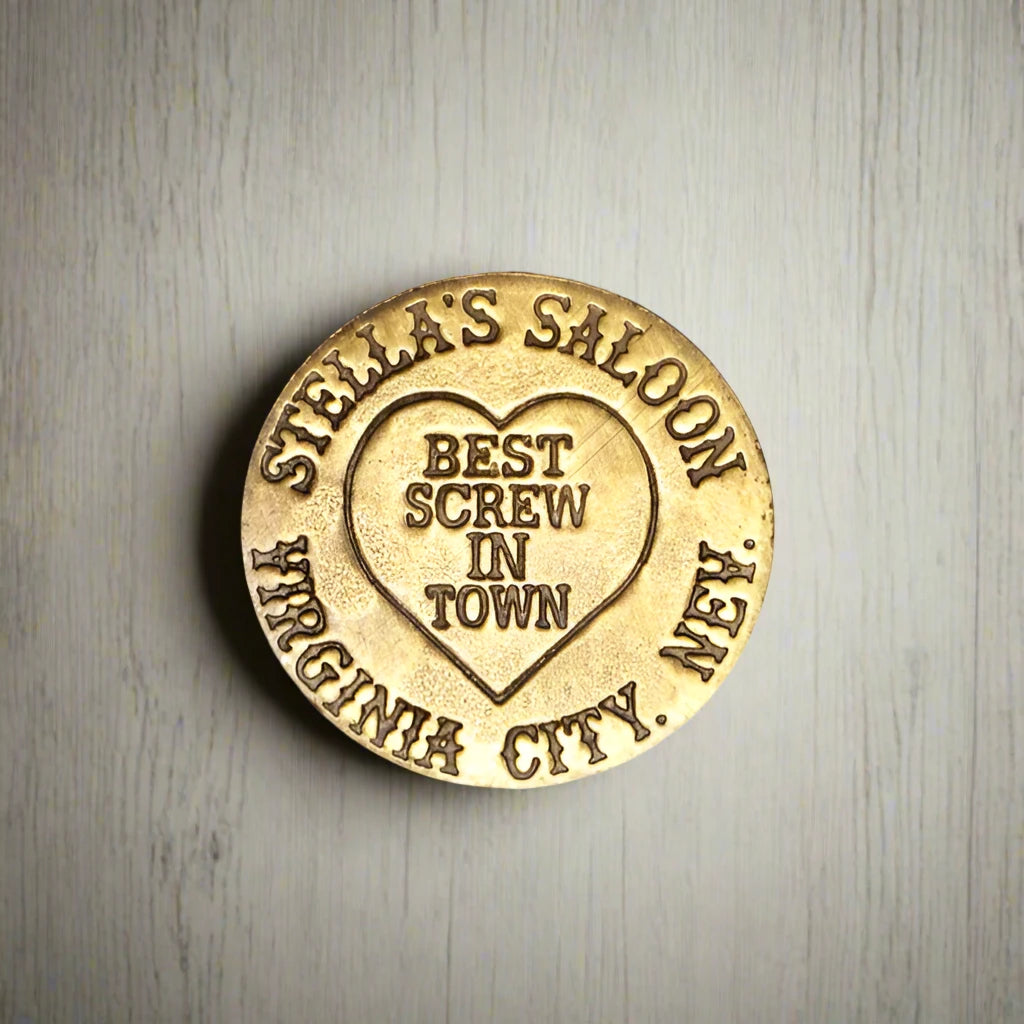 STELLA'S SALOON
BEST
SCREW
IN
TOWN
VIRGINIA CITY. NEV.